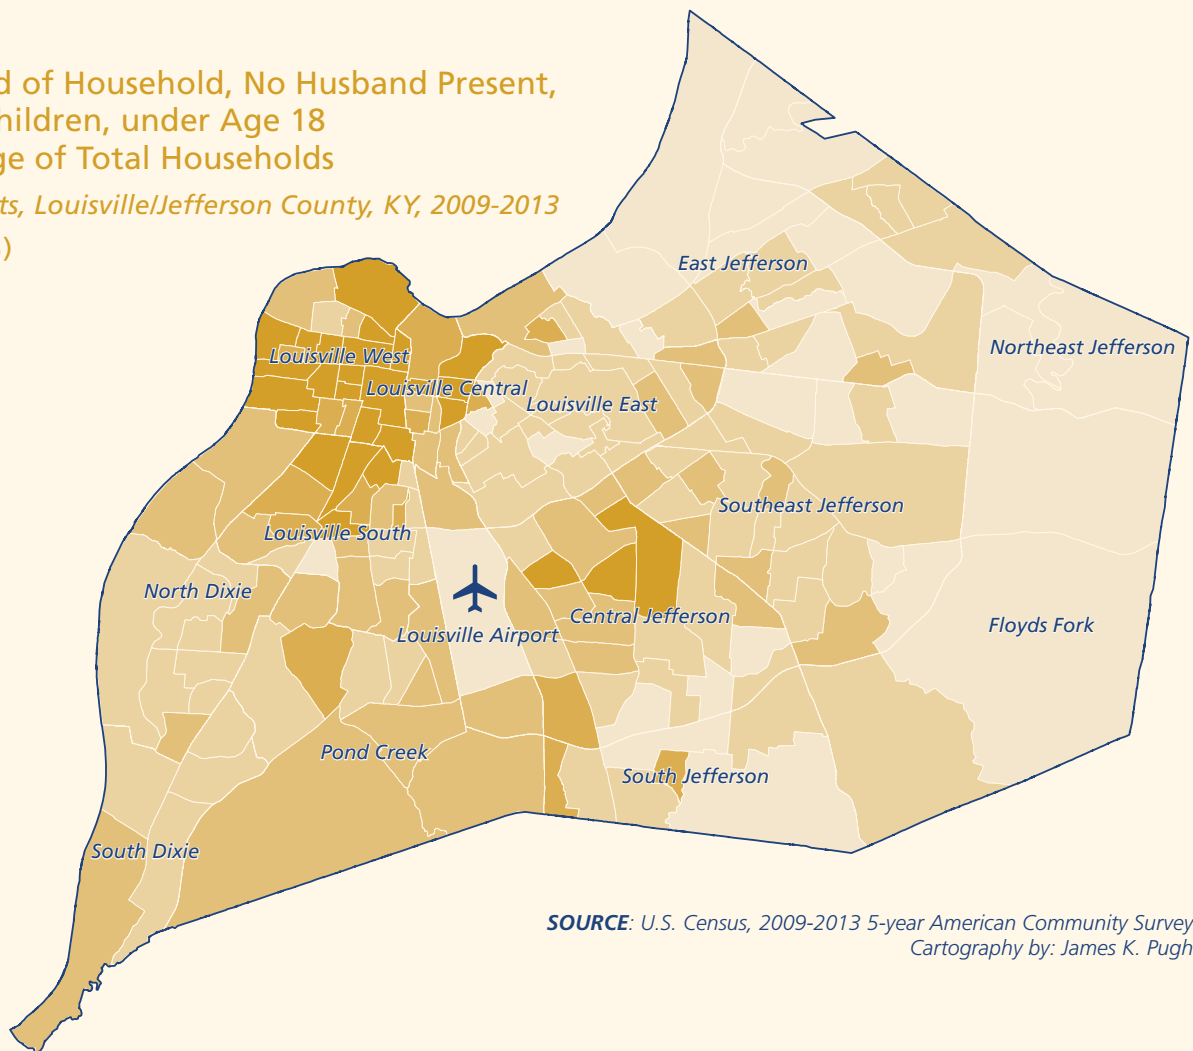 d of Household, No Husband Present,
hildren, under Age 18
ge of Total Households
ts, Louisville/Jefferson County, KY, 2009-2013
)
East Jefferson
Northeast Jefferson
Louisville West
Louisville Central
Louisville East
Southeast Jefferson
Louisville South
North Dixie
Central Jefferson
Louisville Airport
Floyds Fork
Pond Creek
South Jefferson
South Dixie
SOURCE: U.S. Census, 2009-2013 5-year American Community Survey
Cartography by: James K. Pugh